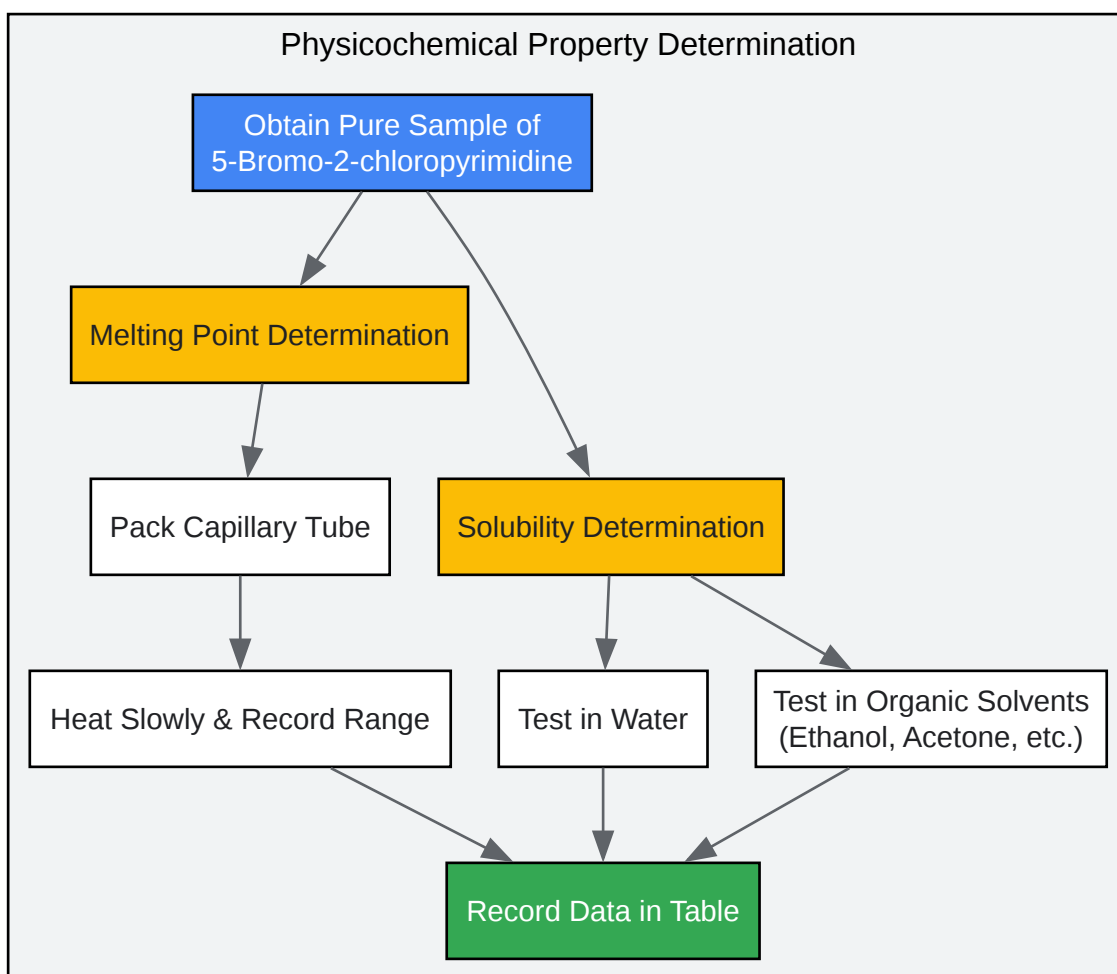 Physicochemical Property Determination
Obtain Pure Sample of
5-Bromo-2-chloropyrimidine
Melting Point Determination
Pack Capillary Tube
Solubility Determination
Heat Slowly & Record Range
Test in Water
Test in Organic Solvents
(Ethanol, Acetone, etc.)
Record Data in Table